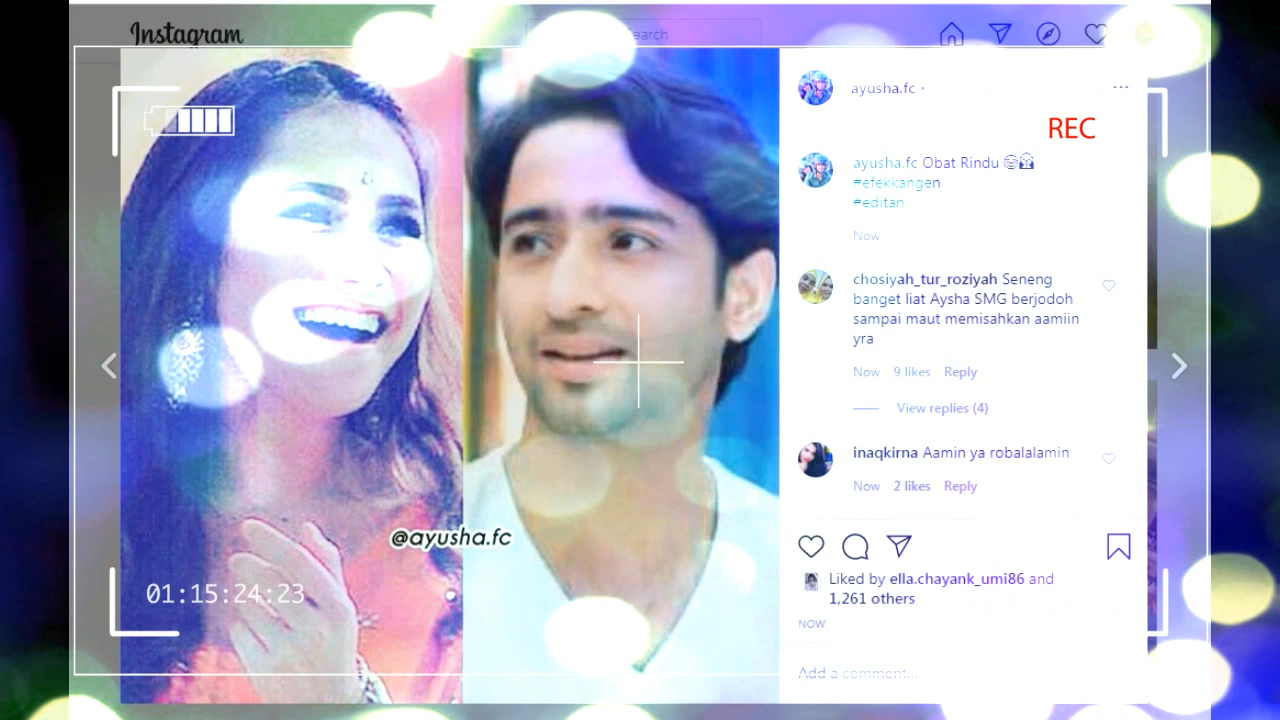 Instagram
earch
ayusha.fc •
REC
ayusha.fc Obat Rindu
#efekkangen
#editan
Now
chosiyah_tur_roziyah Seneng
banget liat Aysha SMG berjodoh
sampai maut memisahkan aamiin
yra
Now 9 likes Reply
View replies (4)
inaqkirna Aamin ya robalalamin
Now 2 likes Reply
@ayusha.fc
01:15:24:23
Liked by ella.chayank_umi86 and
1,261 others
NOW
Add a comment...